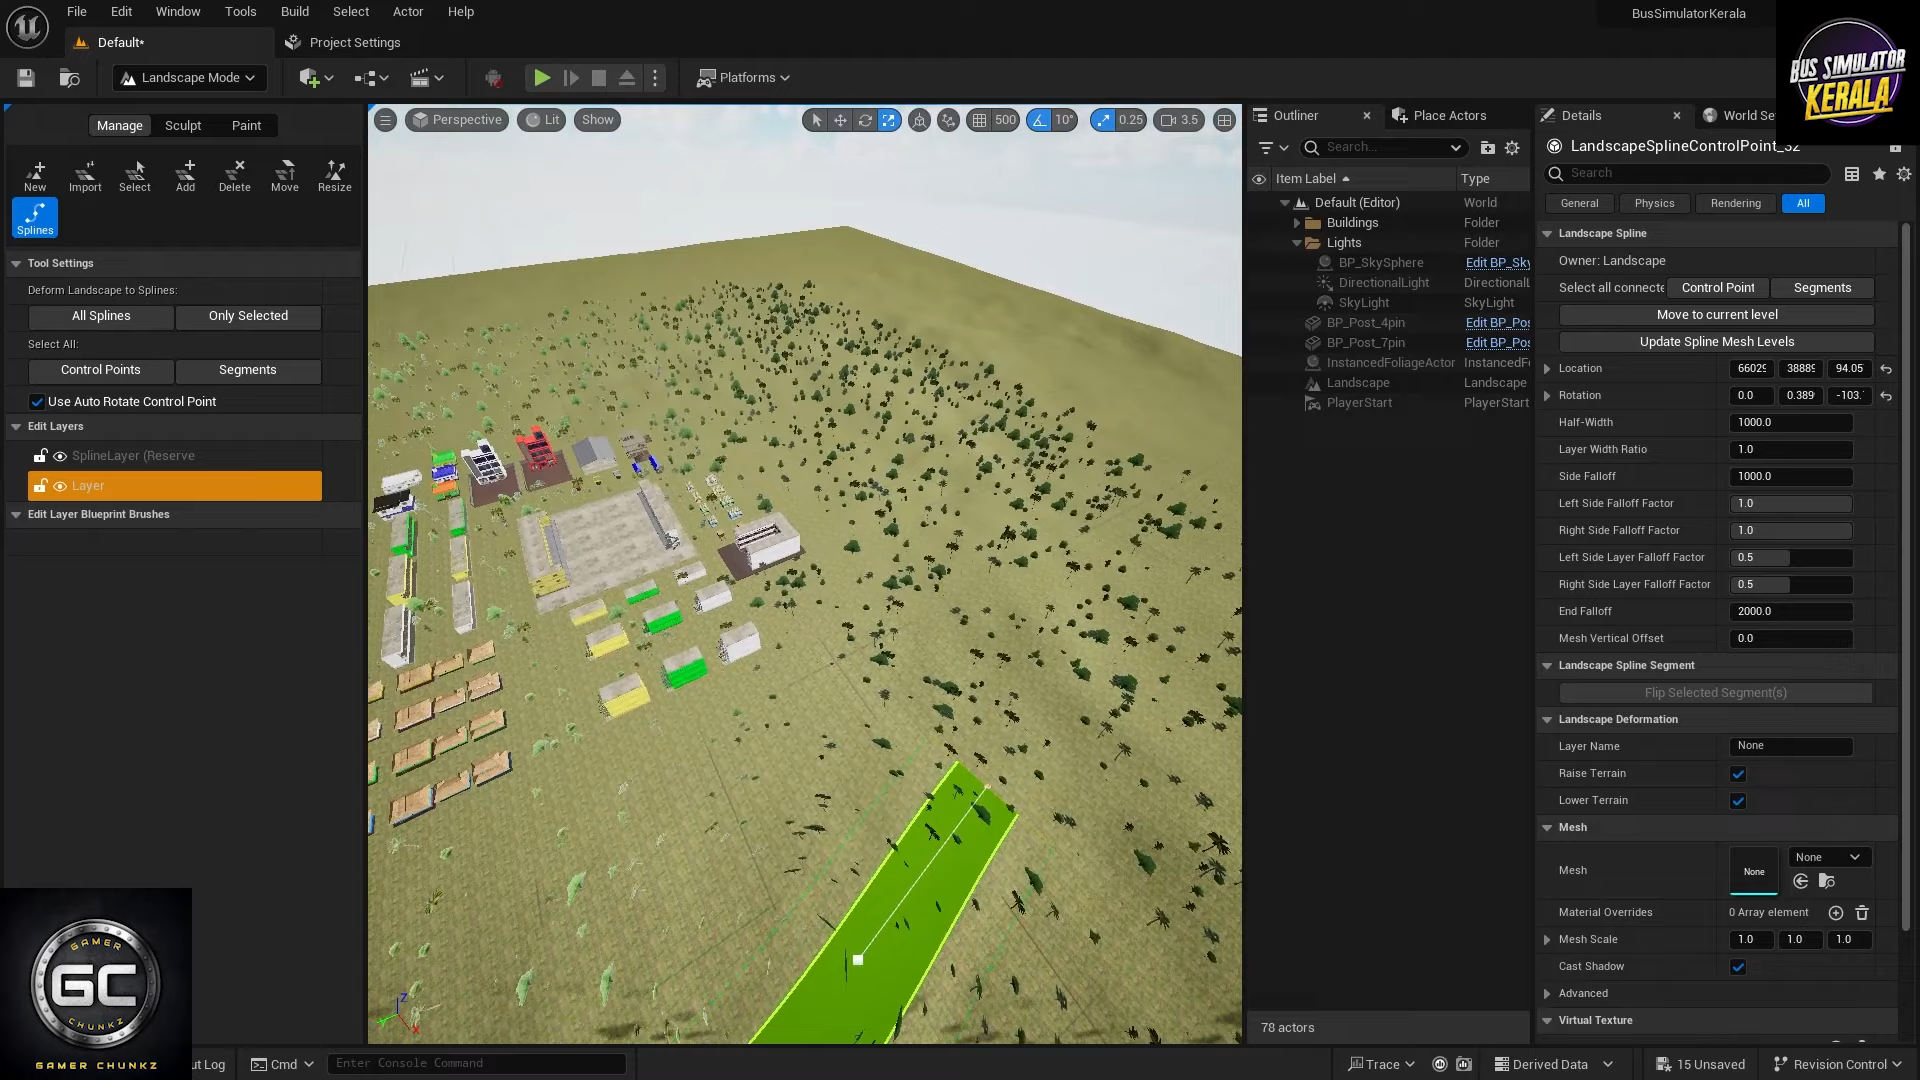 File Edit Window Tools Build Select Actor Help
BusSimulatorKerala
Default*
Project Settings
BUS SIMULATOR
KERALA
Landscape Mode
Platforms
Manage Sculpt Paint
New Import Select Add Delete Move Resize
Splines
Tool Settings
Deform Landscape to Splines:
All Splines Only Selected
Select All:
Control Points Segments
Use Auto Rotate Control Point
Edit Layers
SplineLayer (Reserve
Layer
Edit Layer Blueprint Brushes
Perspective Lit Show
500 10° 0.25 3.5
Outliner Place Actors
Search...
Item Label Type
Default (Editor) World
Buildings Folder
Lights Folder
BP_SkySphere Edit BP_Sky
DirectionalLight DirectionalL
SkyLight SkyLight
BP_Post_4pin Edit BP_Pos
BP_Post_7pin Edit BP_Pos
InstancedFoliageActor InstancedFo
Landscape Landscape
PlayerStart PlayerStart
78 actors
Details World Se
LandscapeSplineControlPoint_32
Search
General Physics Rendering All
Landscape Spline
Owner: Landscape
Select all connecte Control Point Segments
Move to current level
Update Spline Mesh Levels
Location 66029 38889 94.05
Rotation 0.0 0.389 -103.
Half-Width 1000.0
Layer Width Ratio 1.0
Side Falloff 1000.0
Left Side Falloff Factor 1.0
Right Side Falloff Factor 1.0
Left Side Layer Falloff Factor 0.5
Right Side Layer Falloff Factor 0.5
End Falloff 2000.0
Mesh Vertical Offset 0.0
Landscape Spline Segment
Flip Selected Segment(s)
Landscape Deformation
Layer Name None
Raise Terrain
Lower Terrain
Mesh
Mesh None None
Material Overrides 0 Array element
Mesh Scale 1.0 1.0 1.0
Cast Shadow
Advanced
Virtual Texture
Z
X
GAMER
GC
CHUNKZ
GAMER CHUNKZ
ut Log
Cmd
Enter Console Command
Trace
Derived Data
15 Unsaved
Revision Control